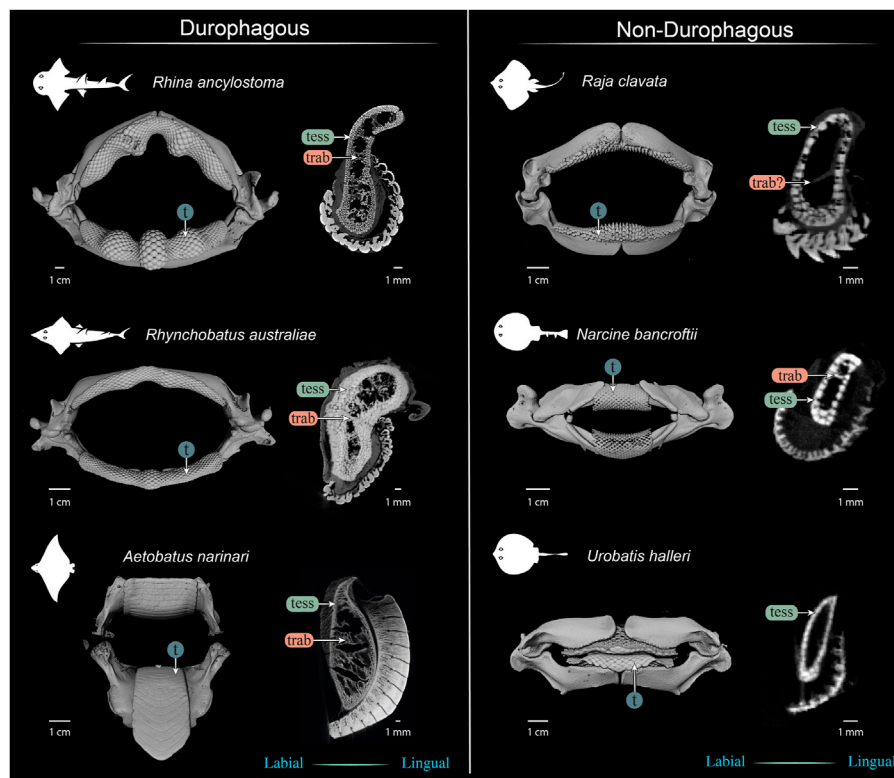 Durophagous
Rhina ancylostoma
tess
trab
t
1 cm
1 mm
Rhynchobatus australiae
tess
trab
t
1 cm
1 mm
Aetobatus narinari
tess
trab
t
1 cm
1 mm
Labial
Lingual
Non-Durophagous
Raja clavata
tess
trab?
t
1 cm
1 mm
Narcine bancroftii
t
trab
tess
1 cm
1 mm
Urobatis halleri
tess
t
1 cm
1 mm
Labial
Lingual